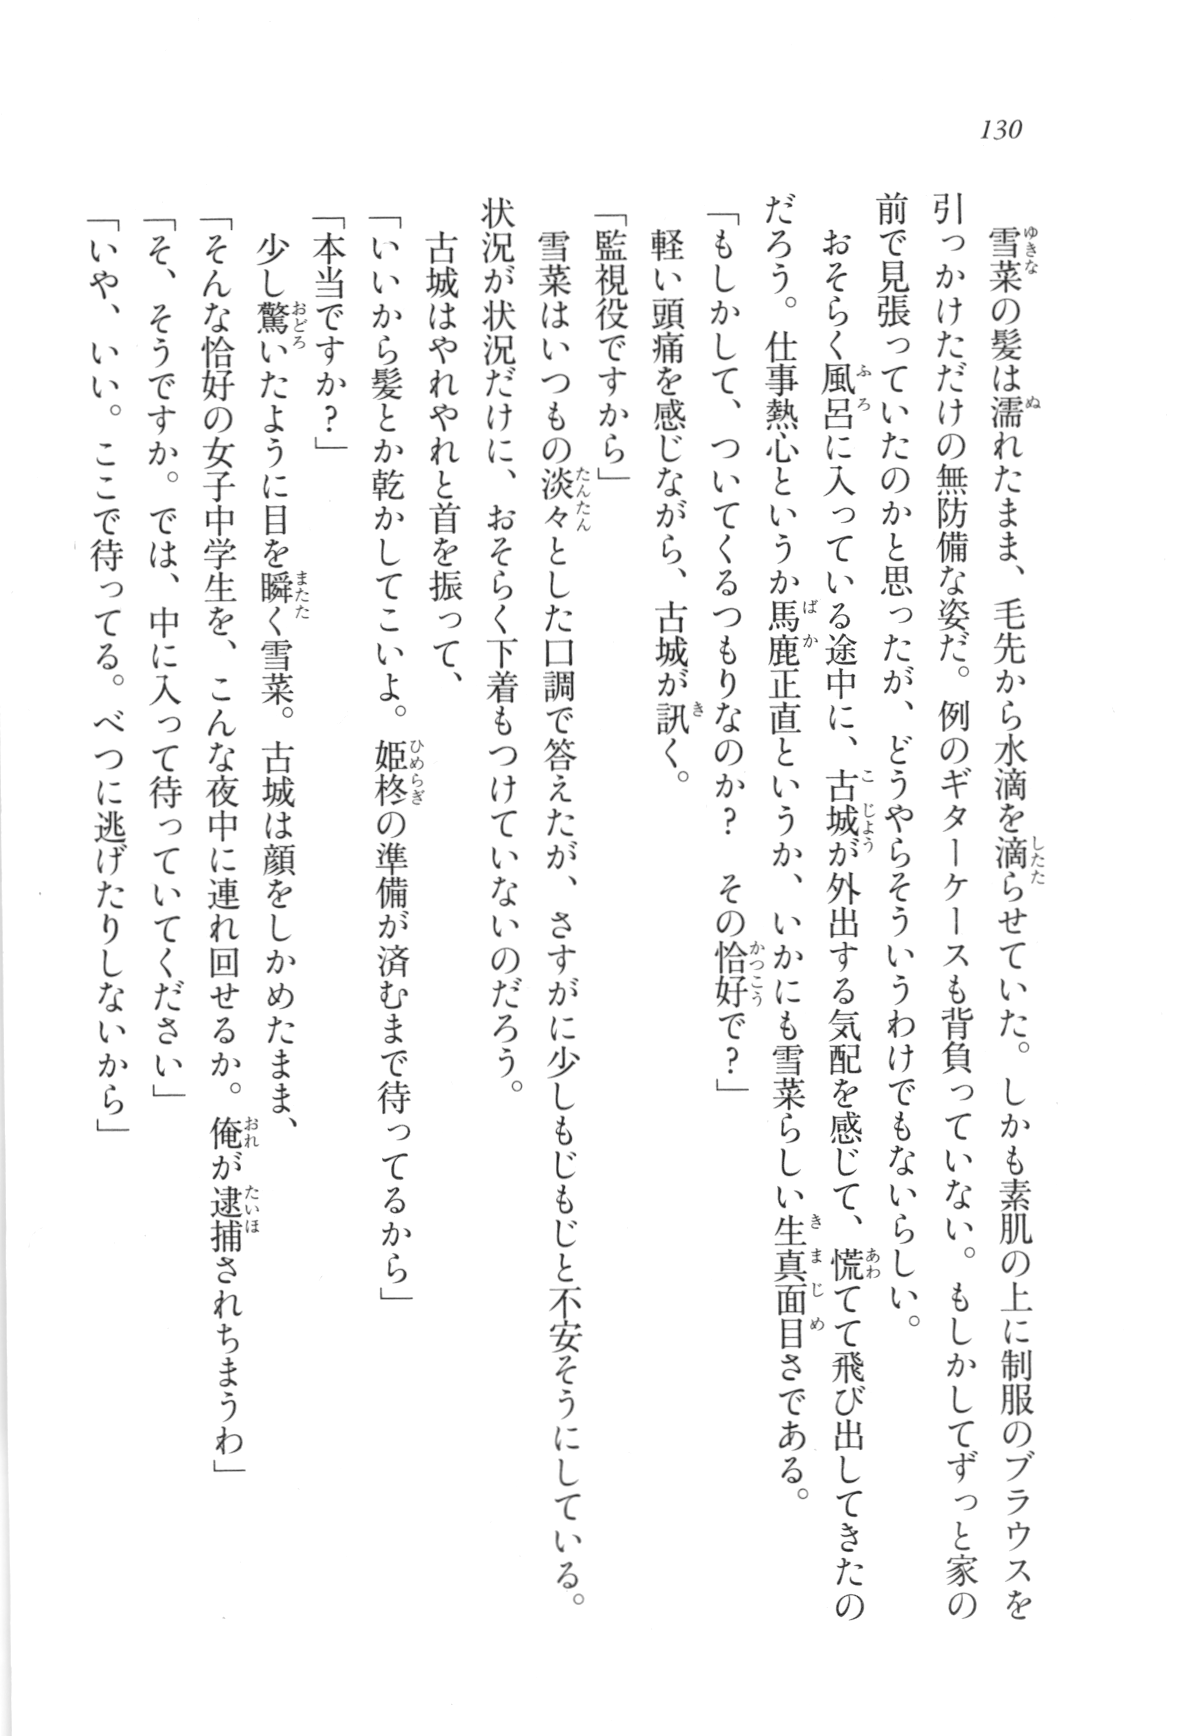 130
雪菜の髪は濡れたまま、毛先から水滴を滴らせていた。しかも素肌の上に制服のブラウスを
引っかけただけの無防備な姿だ。例のギターケースも背負っていない。もしかしてずっと家の
前で見張っていたのかと思ったが、どうやらそういうわけでもないらしい。
おそらく風呂に入っている途中に、古城が外出する気配を感じて、慌てて飛び出してきたの
だろう。仕事熱心というか馬鹿正直というか、いかにも雪菜らしい生真面目さである。
「もしかして、ついてくるつもりなのか？　その恰好で？」
軽い頭痛を感じながら、古城が訊く。
「監視役ですから」
雪菜はいつもの淡々とした口調で答えたが、さすがに少しもじもじと不安そうにしている。
状況が状況だけに、おそらく下着もつけていないのだろう。
古城はやれやれと首を振って、
「いいから髪とか乾かしてこいよ。姫柊の準備が済むまで待ってるから」
「本当ですか？」
少し驚いたように目を瞬く雪菜。古城は顔をしかめたまま、
「そんな恰好の女子中学生を、こんな夜中に連れ回せるか。俺が逮捕されちまうわ」
「そ、そうですか。では、中に入って待っていてください」
「いや、いい。ここで待ってる。べつに逃げたりしないから」